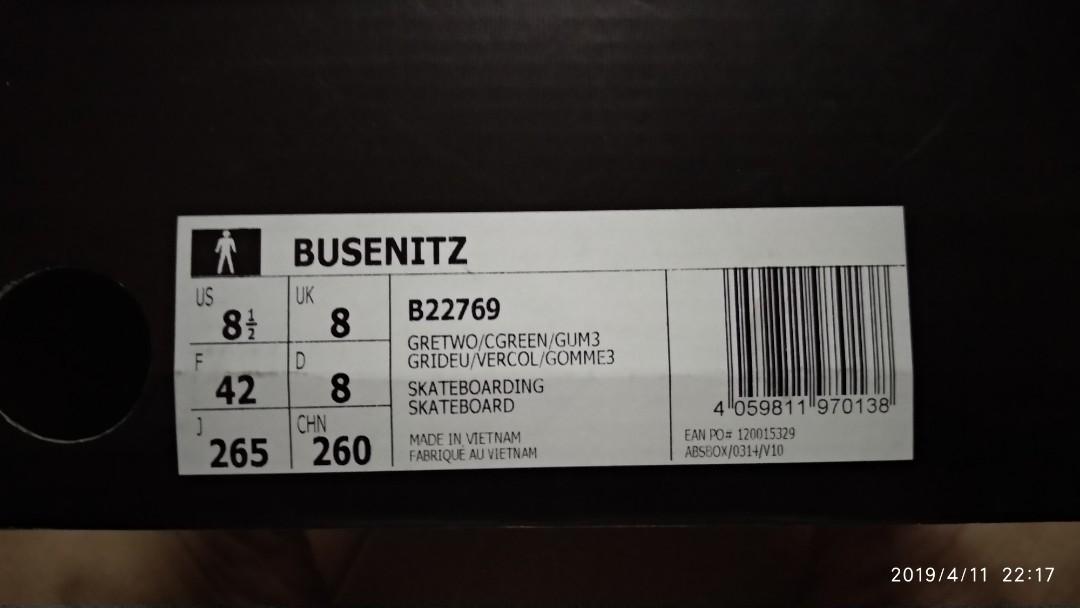 BUSENITZ
US
8½
UK
8
F
42
D
8
J
265
CHN
260
B22769
GRETWO/CGREEN/GUM3
GRIDEU/VERCOL/GOMME3
SKATEBOARDING
SKATEBOARD
MADE IN VIETNAM
FABRIQUÉ AU VIETNAM
4 059811 970138
EAN PO# 120015329
ABSBOX/0314/V10
2019/4/11 22:17